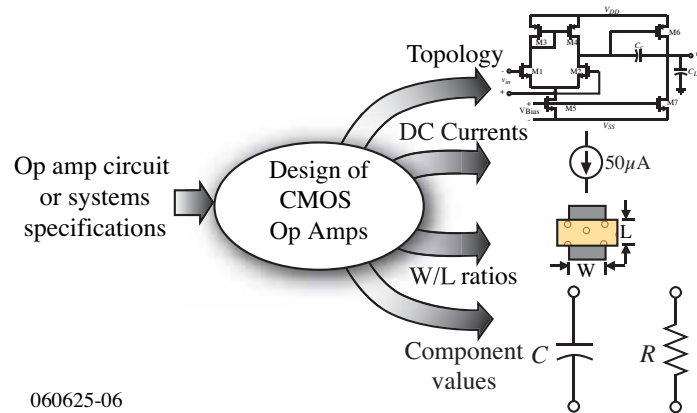 V_DD
M3
M4
M6
Topology
C_c
M1
M2
C_L
-
v_in
+
M5
M7
VBias
+
-
V_SS
DC Currents
50µA
Op amp circuit
or systems
specifications
Design of
CMOS
Op Amps
L
W
W/L ratios
Component
values
C
R
060625-06